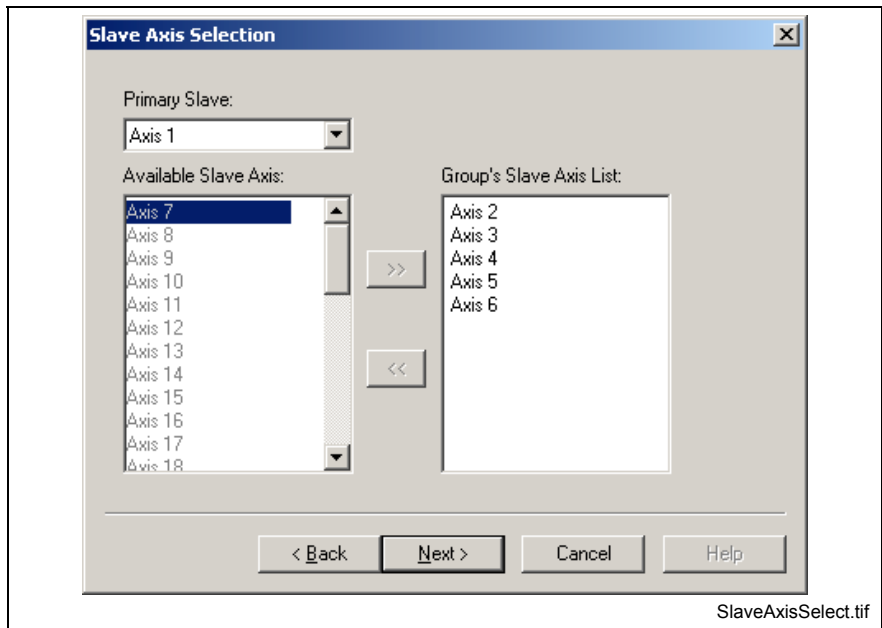 Slave Axis Selection
Primary Slave:
Axis 1
Available Slave Axis:
Axis 7
Axis 8
Axis 9
Axis 10
Axis 11
Axis 12
Axis 13
Axis 14
Axis 15
Axis 16
Axis 17
Axis 18
>>
<<
Group's Slave Axis List:
Axis 2
Axis 3
Axis 4
Axis 5
Axis 6
< Back
Next >
Cancel
Help
SlaveAxisSelect.tif